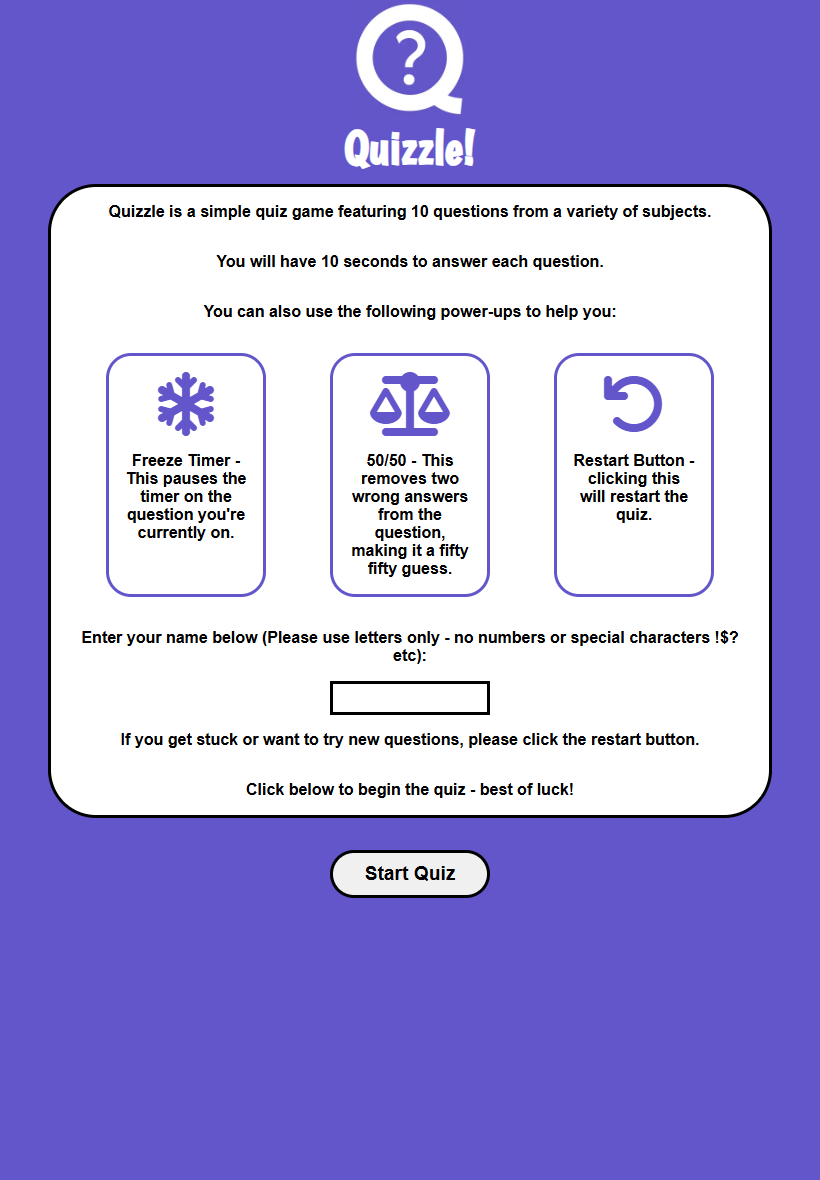 ?
Quizzle!
Quizzle is a simple quiz game featuring 10 questions from a variety of subjects.
You will have 10 seconds to answer each question.
You can also use the following power-ups to help you:
Freeze Timer -
This pauses the
timer on the
question you're
currently on.
50/50 - This
removes two
wrong answers
from the
question,
making it a fifty
fifty guess.
Restart Button -
clicking this
will restart the
quiz.
Enter your name below (Please use letters only - no numbers or special characters !$?
etc):
If you get stuck or want to try new questions, please click the restart button.
Click below to begin the quiz - best of luck!
Start Quiz